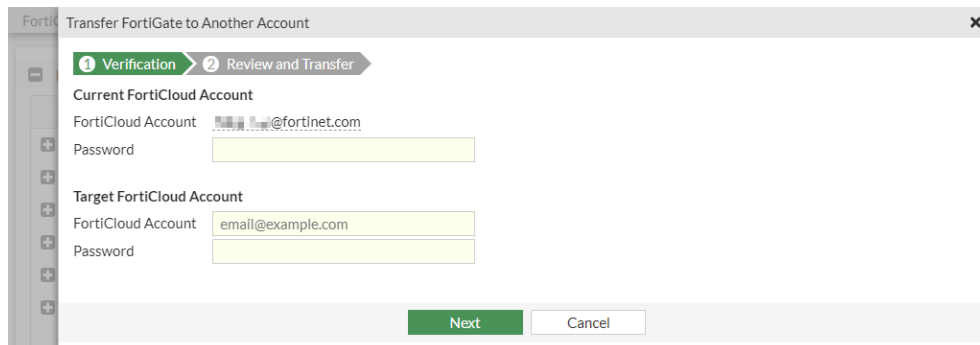 Transfer FortiGate to Another Account
1 Verification 2 Review and Transfer
Current FortiCloud Account
FortiCloud Account @fortinet.com
Password
Target FortiCloud Account
FortiCloud Account email@example.com
Password
Next Cancel